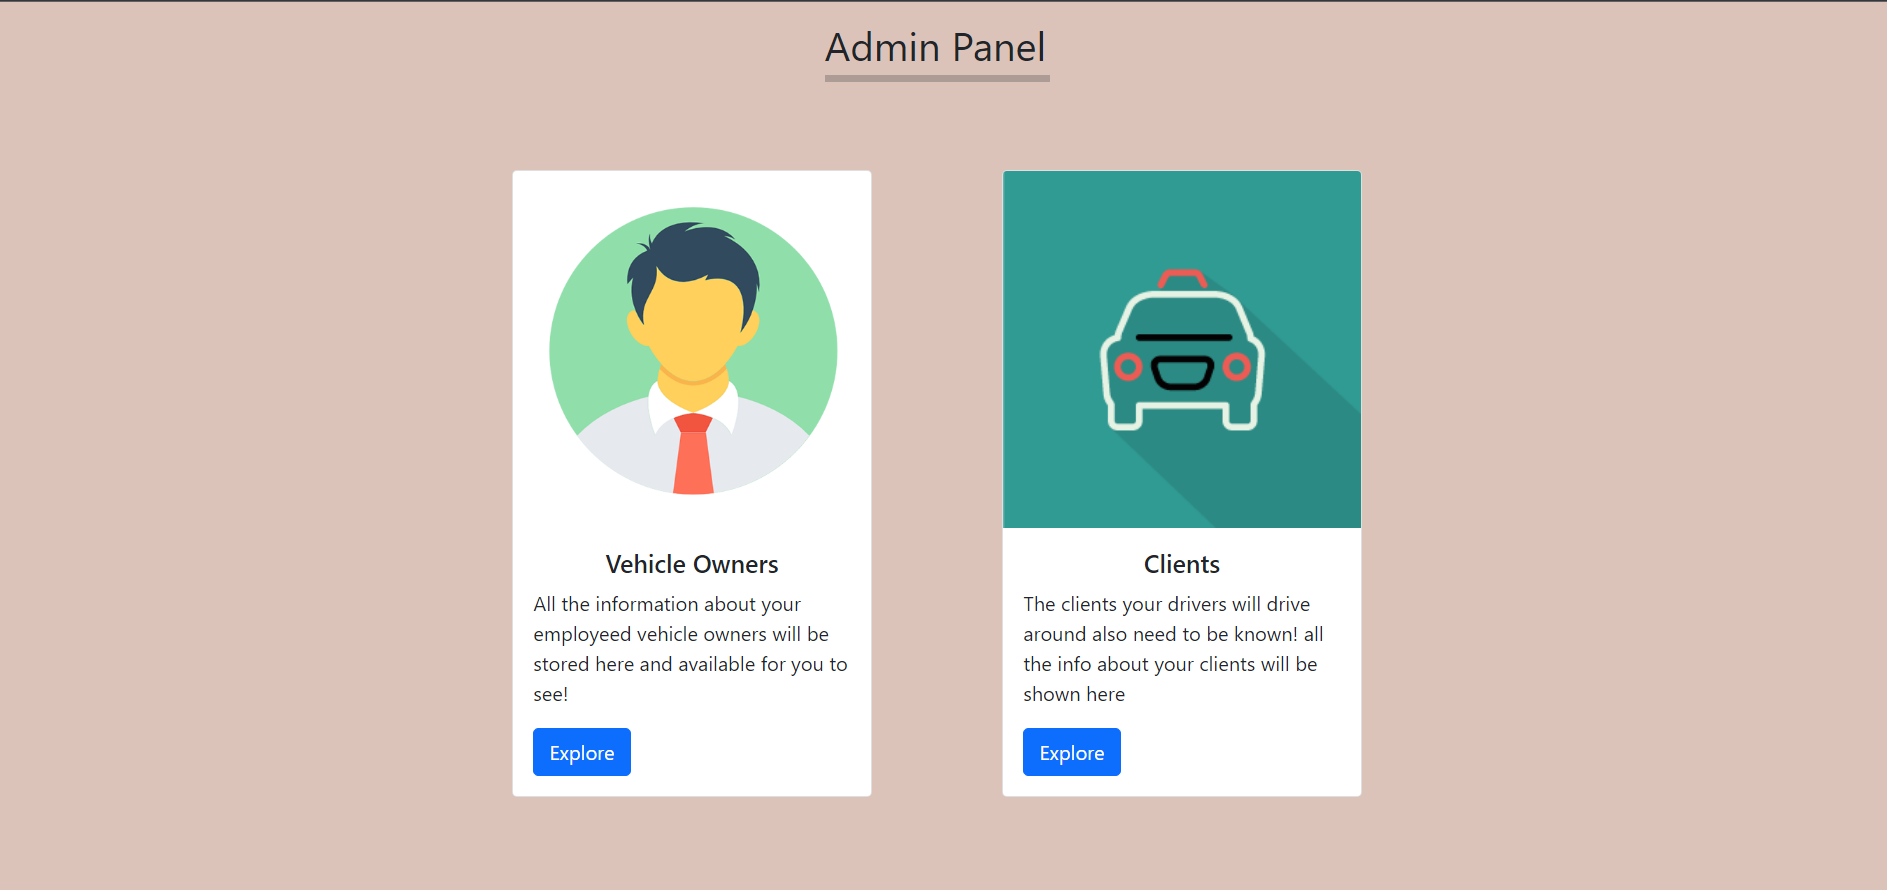 Admin Panel
Vehicle Owners
All the information about your
employeed vehicle owners will be
stored here and available for you to
see!
Explore
Clients
The clients your drivers will drive
around also need to be known! all
the info about your clients will be
shown here
Explore